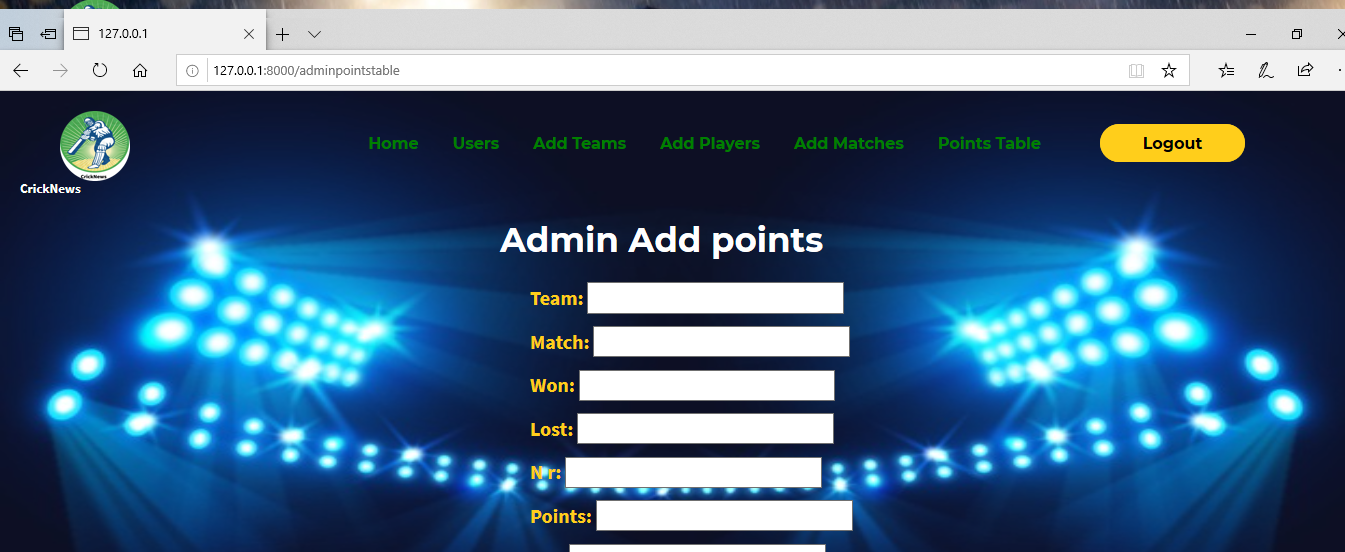 127.0.0.1
127.0.0.1:8000/adminpointstable
CrickNews
Home Users Add Teams Add Players Add Matches Points Table Logout
CrickNews
Admin Add points
Team:
Match:
Won:
Lost:
N r:
Points: